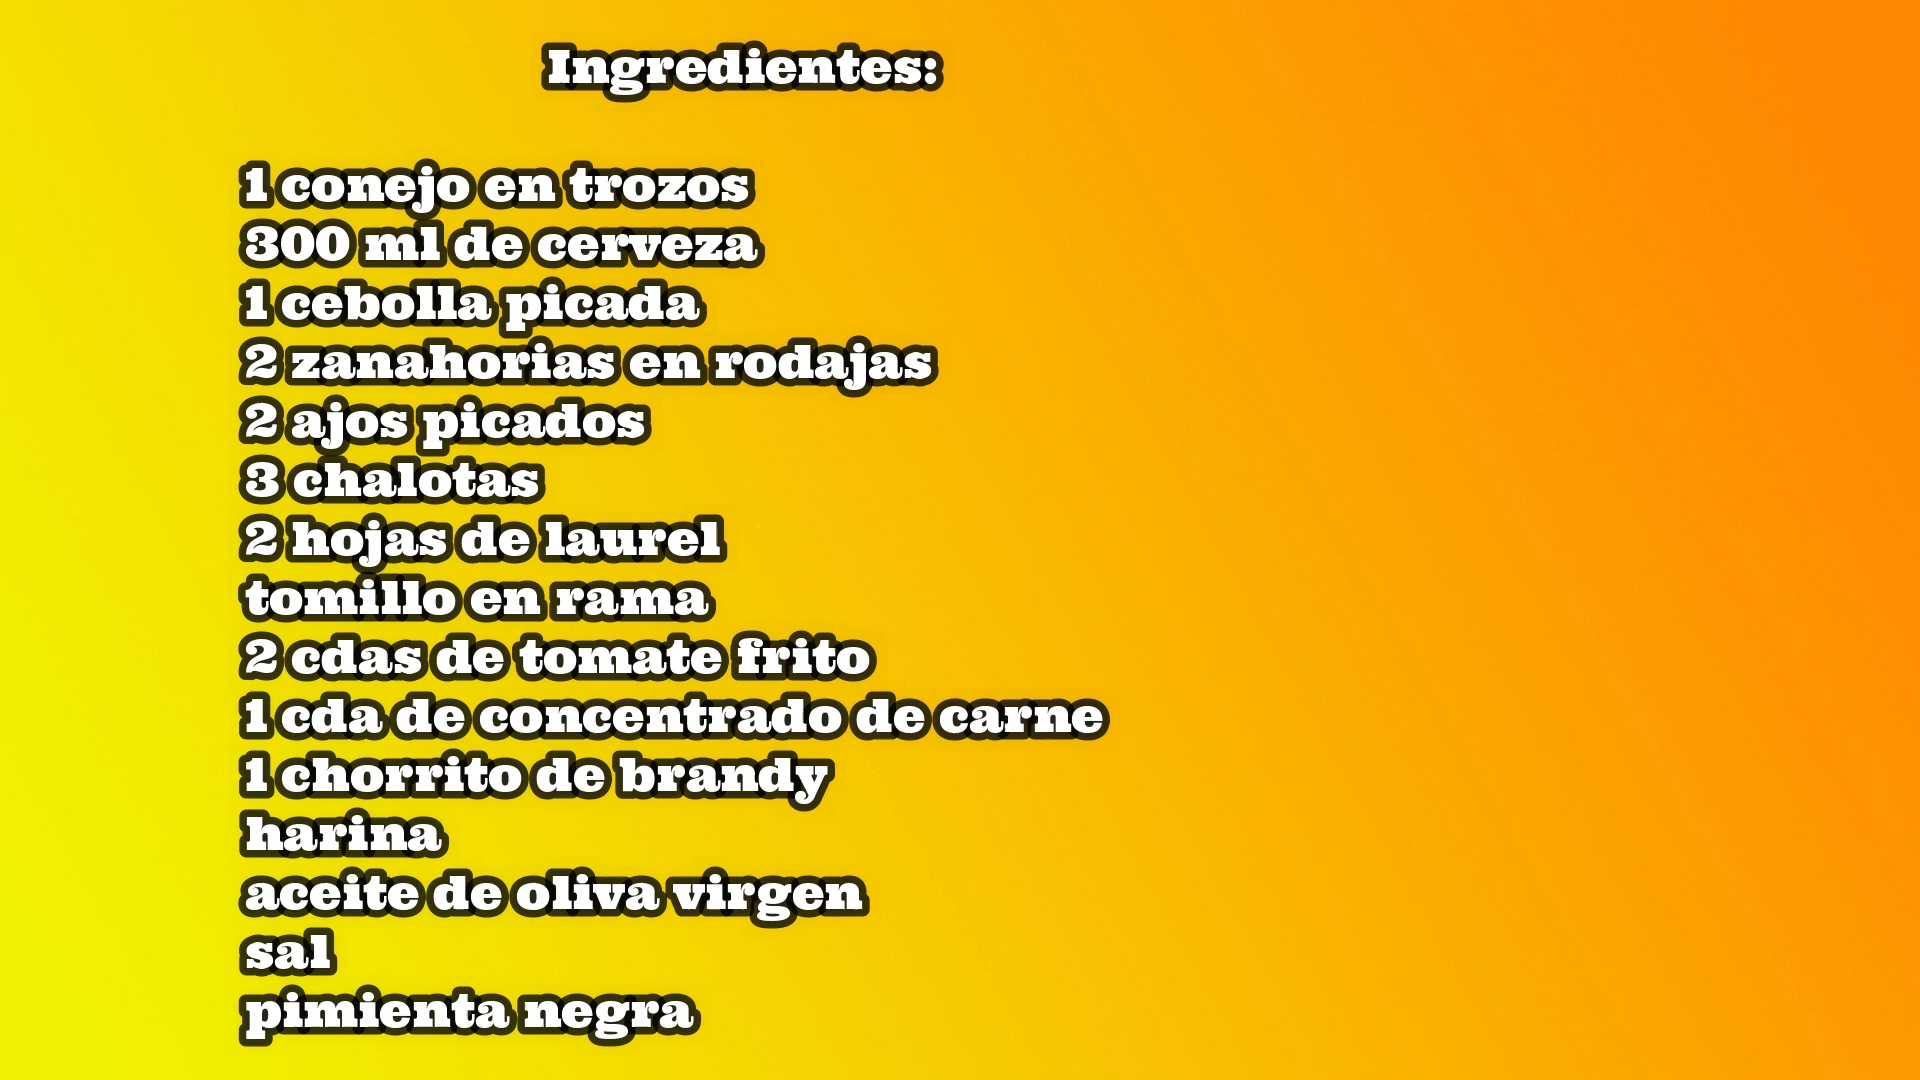 Ingredientes:
1 conejo en trozos
300 ml de cerveza
1 cebolla picada
2 zanahorias en rodajas
2 ajos picados
3 chalotas
2 hojas de laurel
tomillo en rama
2 cdas de tomate frito
1 cda de concentrado de carne
1 chorrito de brandy
harina
aceite de oliva virgen
sal
pimienta negra